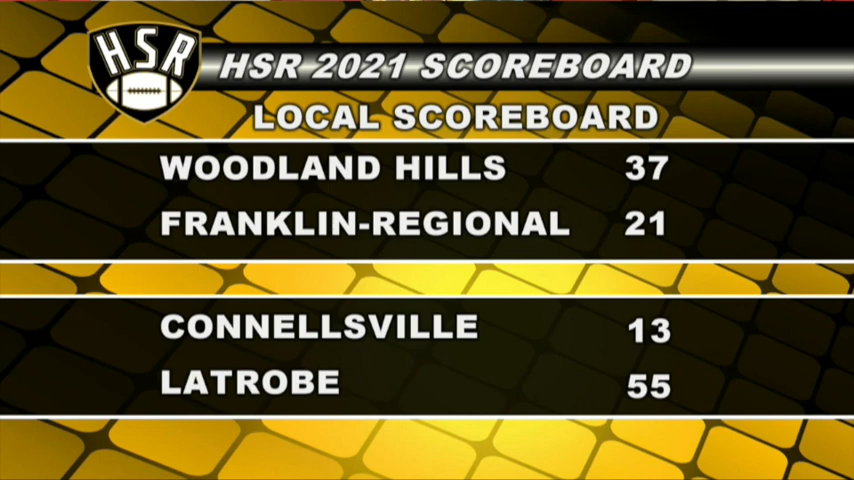 HSR
HSR 2021 SCOREBOARD
LOCAL SCOREBOARD
WOODLAND HILLS 37
FRANKLIN-REGIONAL 21
CONNELLSVILLE 13
LATROBE 55